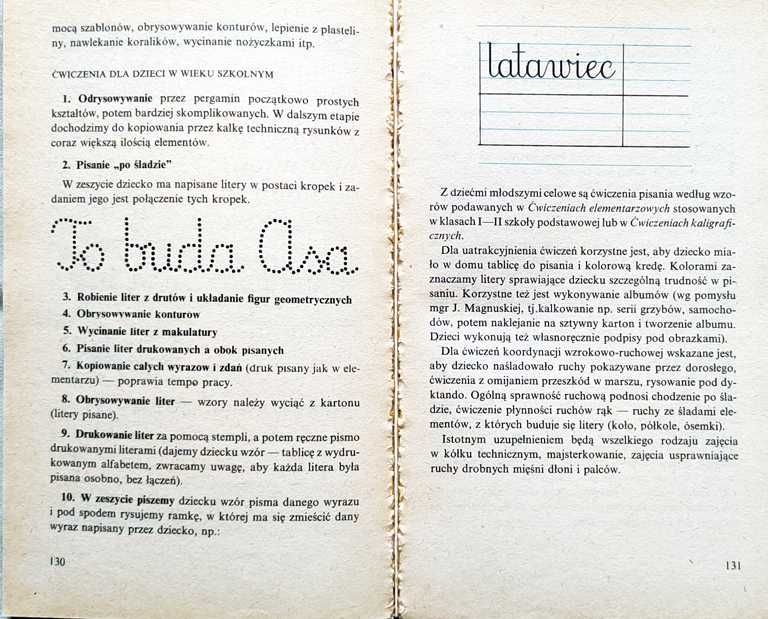 mocą szablonów, obrysowywanie konturów, lepienie z plasteli-
ny, nawlekanie koralików, wycinanie nożyczkami itp.
ĆWICZENIA DLA DZIECI W WIEKU SZKOLNYM
1. Odrysowywanie przez pergamin początkowo prostych
kształtów, potem bardziej skomplikowanych. W dalszym etapie
dochodzimy do kopiowania przez kalkę techniczną rysunków z
coraz większą ilością elementów.
2. Pisanie „po śladzie”
W zeszycie dziecko ma napisane litery w postaci kropek i za-
daniem jego jest połączenie tych kropek.
To buda Asa
3. Robienie liter z drutów i układanie figur geometrycznych
4. Obrysowywanie konturów
5. Wycinanie liter z makulatury
6. Pisanie liter drukowanych a obok pisanych
7. Kopiowanie całych wyrazow i zdań (druk pisany jak w ele-
mentarzu) — poprawia tempo pracy.
8. Obrysowywanie liter — wzory należy wyciąć z kartonu
(litery pisane).
9. Drukowanie liter za pomocą stempli, a potem ręczne pismo
drukowanymi literami (dajemy dziecku wzór — tablicę z wydru-
kowanym alfabetem, zwracamy uwagę, aby każda litera była
pisana osobno, bez łączeń).
10. W zeszycie piszemy dziecku wzór pisma danego wyrazu
i pod spodem rysujemy ramkę, w której ma się zmieścić dany
wyraz napisany przez dziecko, np.:
130
latawiec
Z dziećmi młodszymi celowe są ćwiczenia pisania według wzo-
rów podawanych w Ćwiczeniach elementarzowych stosowanych
w klasach I—II szkoły podstawowej lub w Ćwiczeniach kaligrafi-
cznych.
Dla uatrakcyjnienia ćwiczeń korzystne jest, aby dziecko mia-
ło w domu tablicę do pisania i kolorową kredę. Kolorami za-
znaczamy litery sprawiające dziecku szczególną trudność w pi-
saniu. Korzystne też jest wykonywanie albumów (wg pomysłu
mgr J. Magnuskiej, tj.kalkowanie np. serii grzybów, samocho-
dów, potem naklejanie na sztywny karton i tworzenie albumu.
Dzieci wykonują też własnoręcznie podpisy pod obrazkami).
Dla ćwiczeń koordynacji wzrokowo-ruchowej wskazane jest,
aby dziecko naśladowało ruchy pokazywane przez dorosłego,
ćwiczenia z omijaniem przeszkód w marszu, rysowanie pod dy-
ktando. Ogólną sprawność ruchową podnosi chodzenie po śla-
dzie, ćwiczenie płynności ruchów rąk — ruchy ze śladami ele-
mentów, z których buduje się litery (koło, półkole, ósemki).
Istotnym uzupełnieniem będą wszelkiego rodzaju zajęcia
w kółku technicznym, majsterkowanie, zajęcia usprawniające
ruchy drobnych mięśni dłoni i palców.
131